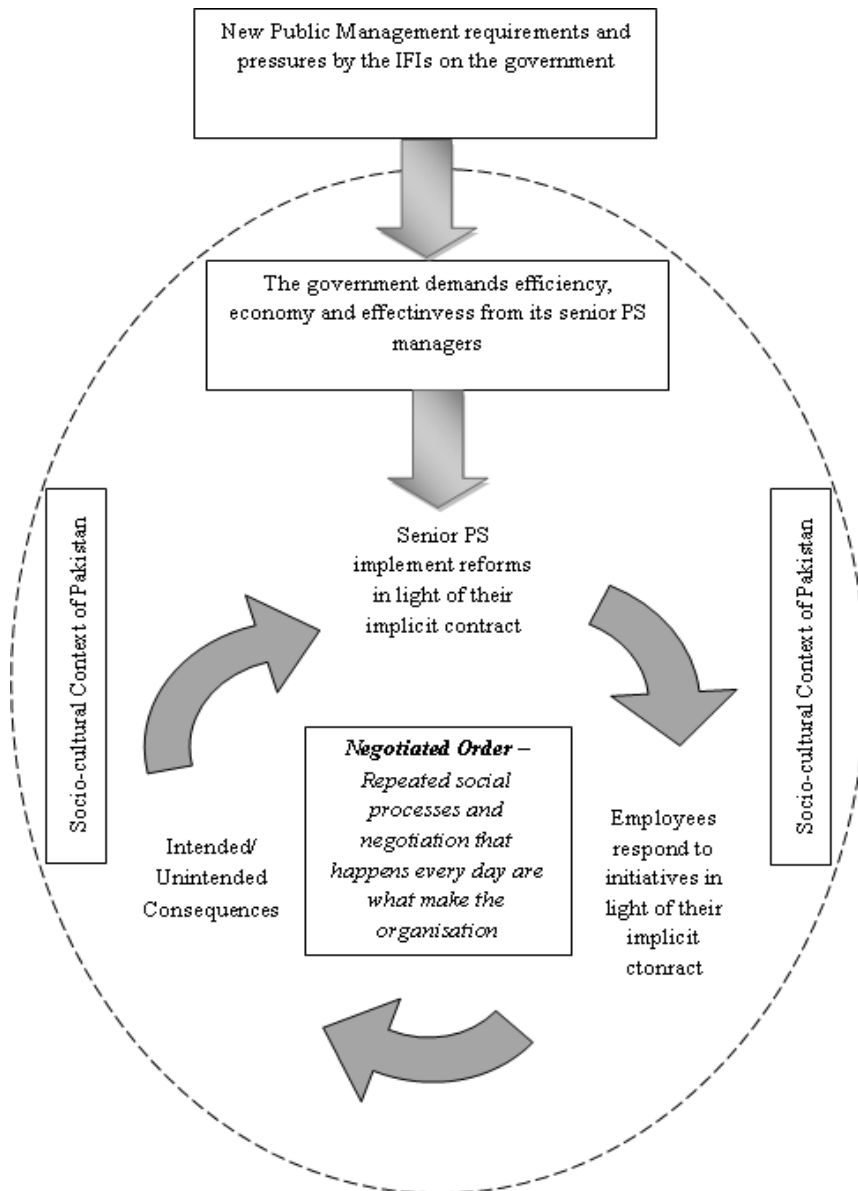 New Public Management requirements and
pressures by the IFIs on the government
The government demands efficiency,
economy and effectinvess from its senior PS
managers
Socio-cultural Context of Pakistan
Senior PS
implement reforms
in light of their
implicit contract
Socio-cultural Context of Pakistan
Negotiated Order –
Repeated social
processes and
negotiation that
happens every day are
what make the
organisation
Employees
respond to
initiatives in
light of their
implicit
ctonract
Intended/
Unintended
Consequences